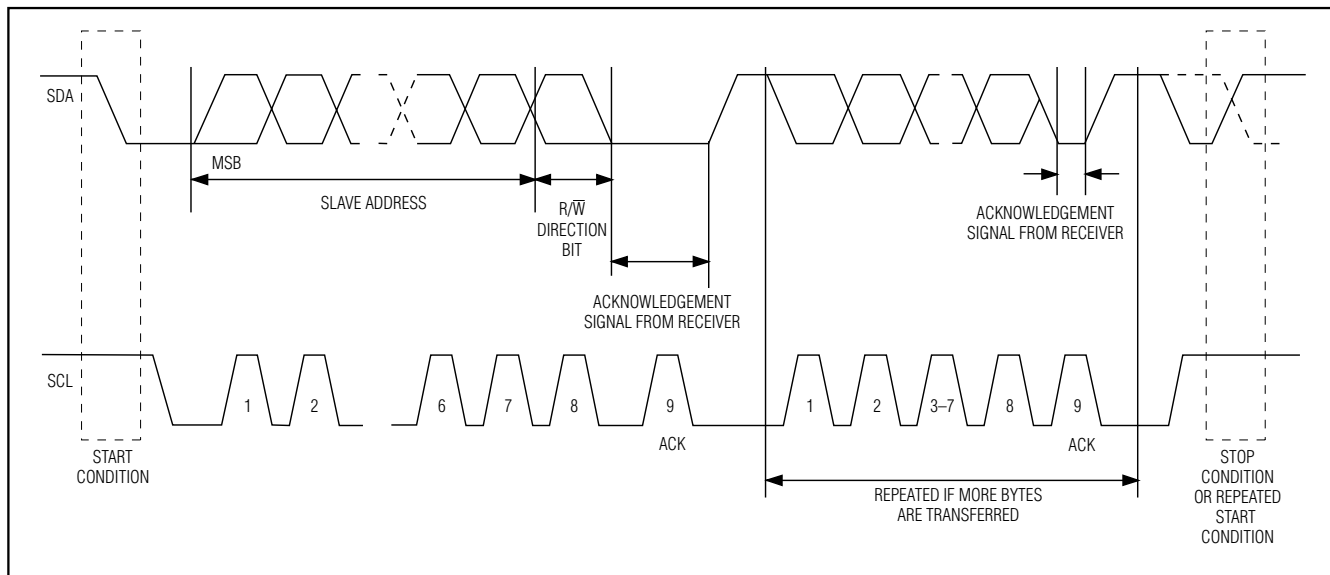 SDA
MSB
SLAVE ADDRESS
R/W̅
DIRECTION
BIT
ACKNOWLEDGEMENT
SIGNAL FROM RECEIVER
ACKNOWLEDGEMENT
SIGNAL FROM RECEIVER
SCL
1 2 6 7 8 9 1 2 3–7 8 9
ACK ACK
START
CONDITION
REPEATED IF MORE BYTES
ARE TRANSFERRED
STOP
CONDITION
OR REPEATED
START
CONDITION